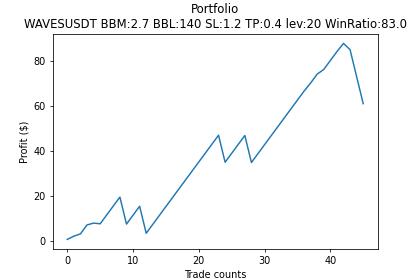 Portfolio
WAVESUSDT BBM:2.7 BBL:140 SL:1.2 TP:0.4 lev:20 WinRatio:83.0
80
60
40
20
0
Profit ($)
0 10 20 30 40
Trade counts